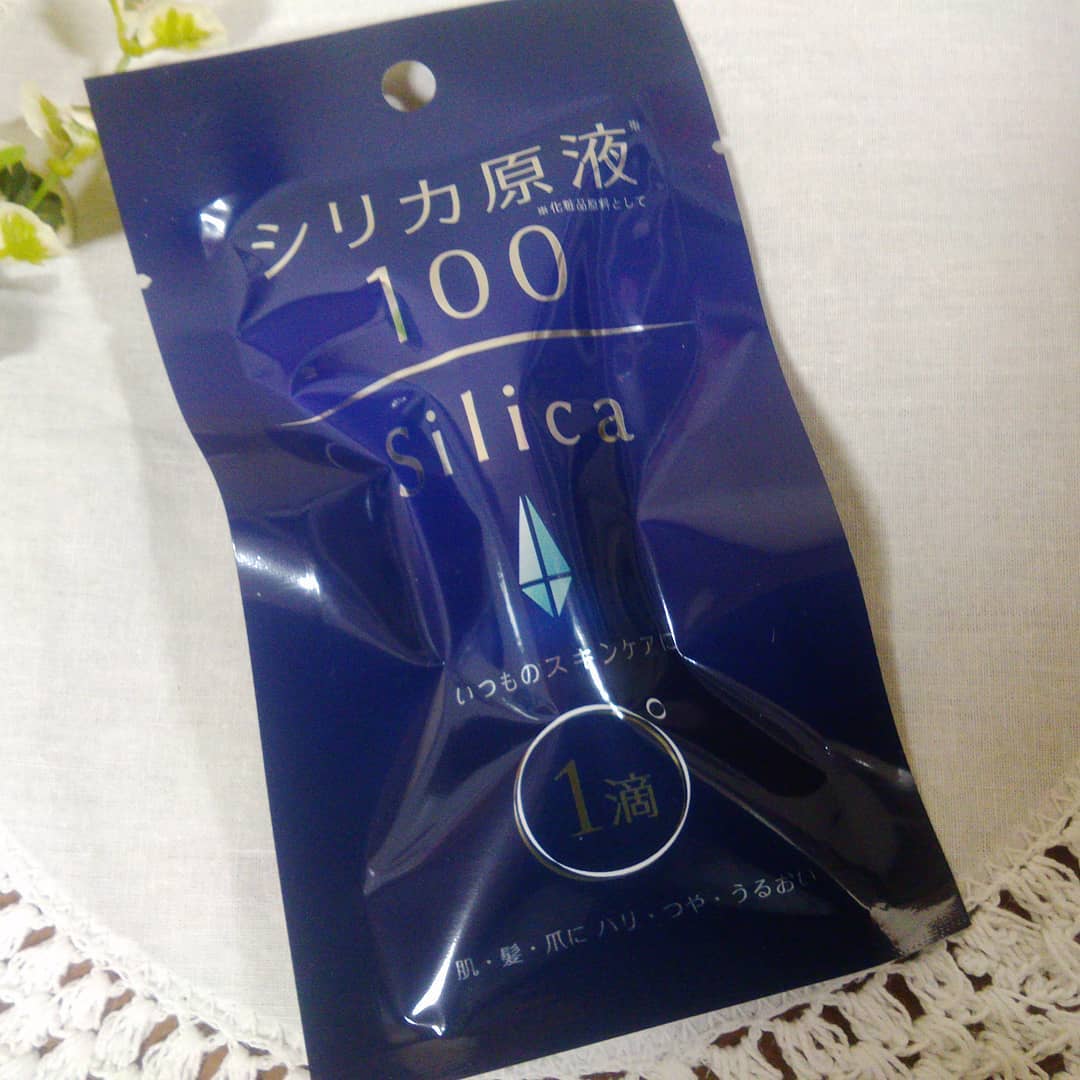 シリカ原液※
※化粧品原料として
100
Silica
いつものスキンケアに
1滴
肌・髪・爪に ハリ・つや・うるおい